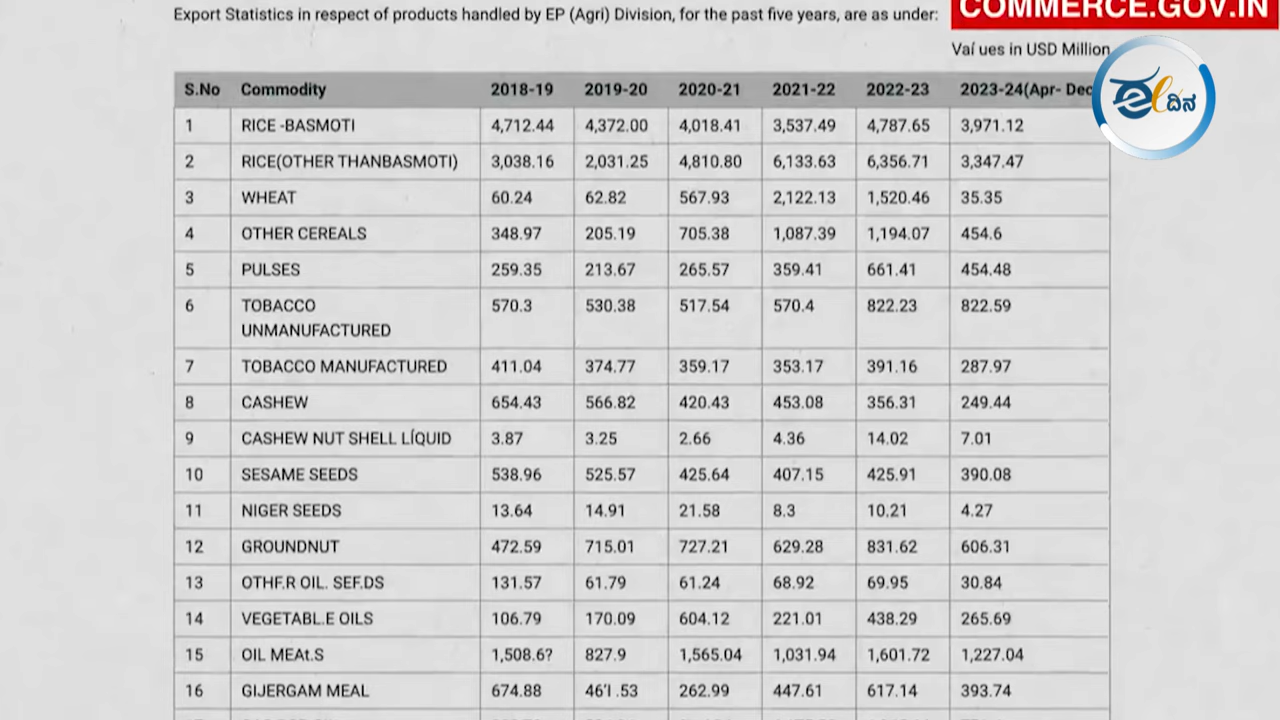 COMMERCE.GOV.IN
Export Statistics in respect of products handled by EP (Agri) Division, for the past five years, are as under:
Vaí ues in USD Million
ಈ ದಿನ
S.No Commodity 2018-19 2019-20 2020-21 2021-22 2022-23 2023-24(Apr- Dec
1 RICE -BASMOTI 4,712.44 4,372.00 4,018.41 3,537.49 4,787.65 3,971.12
2 RICE(OTHER THANBASMOTI) 3,038.16 2,031.25 4,810.80 6,133.63 6,356.71 3,347.47
3 WHEAT 60.24 62.82 567.93 2,122.13 1,520.46 35.35
4 OTHER CEREALS 348.97 205.19 705.38 1,087.39 1,194.07 454.6
5 PULSES 259.35 213.67 265.57 359.41 661.41 454.48
6 TOBACCO 570.3 530.38 517.54 570.4 822.23 822.59
UNMANUFACTURED
7 TOBACCO MANUFACTURED 411.04 374.77 359.17 353.17 391.16 287.97
8 CASHEW 654.43 566.82 420.43 453.08 356.31 249.44
9 CASHEW NUT SHELL LÍQUID 3.87 3.25 2.66 4.36 14.02 7.01
10 SESAME SEEDS 538.96 525.57 425.64 407.15 425.91 390.08
11 NIGER SEEDS 13.64 14.91 21.58 8.3 10,21 4.27
12 GROUNDNUT 472.59 715.01 727.21 629.28 831.62 606.31
13 OTHF.R OIL. SEF.DS 131.57 61.79 61.24 68.92 69.95 30.84
14 VEGETABL.E OILS 106.79 170.09 604.12 221.01 438.29 265.69
15 OIL MEAt.S 1,508.6? 827.9 1,565.04 1,031.94 1,601.72 1,227.04
16 GIJERGAM MEAL 674.88 46'l .53 262.99 447.61 617.14 393.74